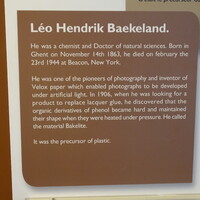 Léo Hendrik Baekeland.
He was a chemist and Doctor of natural sciences. Born in
Ghent on November 14th 1863, he died on february the
23rd 1944 at Beacon, New York.
He was one of the pioneers of photography and inventor of
Velox paper which enabled photographs to be developed
under artificial light. In 1906, when he was looking for a
product to replace lacquer glue, he discovered that the
organic derivatives of phenol became hard and maintained
their shape when they were heated under pressure. He called
the material Bakelite.
It was the precursor of plastic.